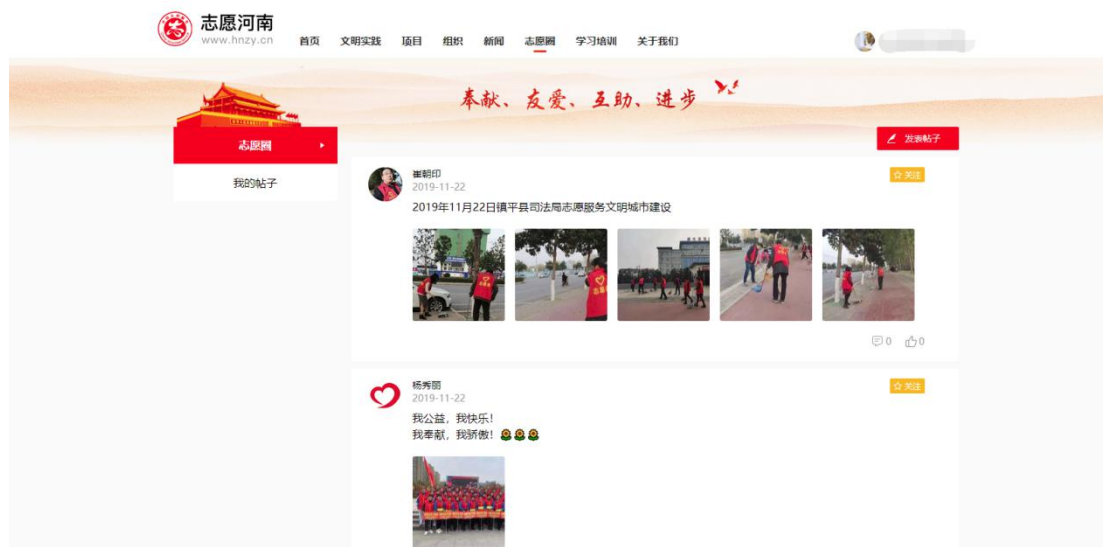 志愿河南
www.hnzy.cn
首页 文明实践 项目 组织 新闻 志愿圈 学习培训 关于我们
奉献、友爱、互助、进步
志愿圈
发表帖子
我的帖子
崔朝印
关注
2019-11-22
2019年11月22日镇平县司法局志愿服务文明城市建设
0 0
杨秀丽
关注
2019-11-22
我公益，我快乐！
我奉献，我骄傲！🌻🌻🌻